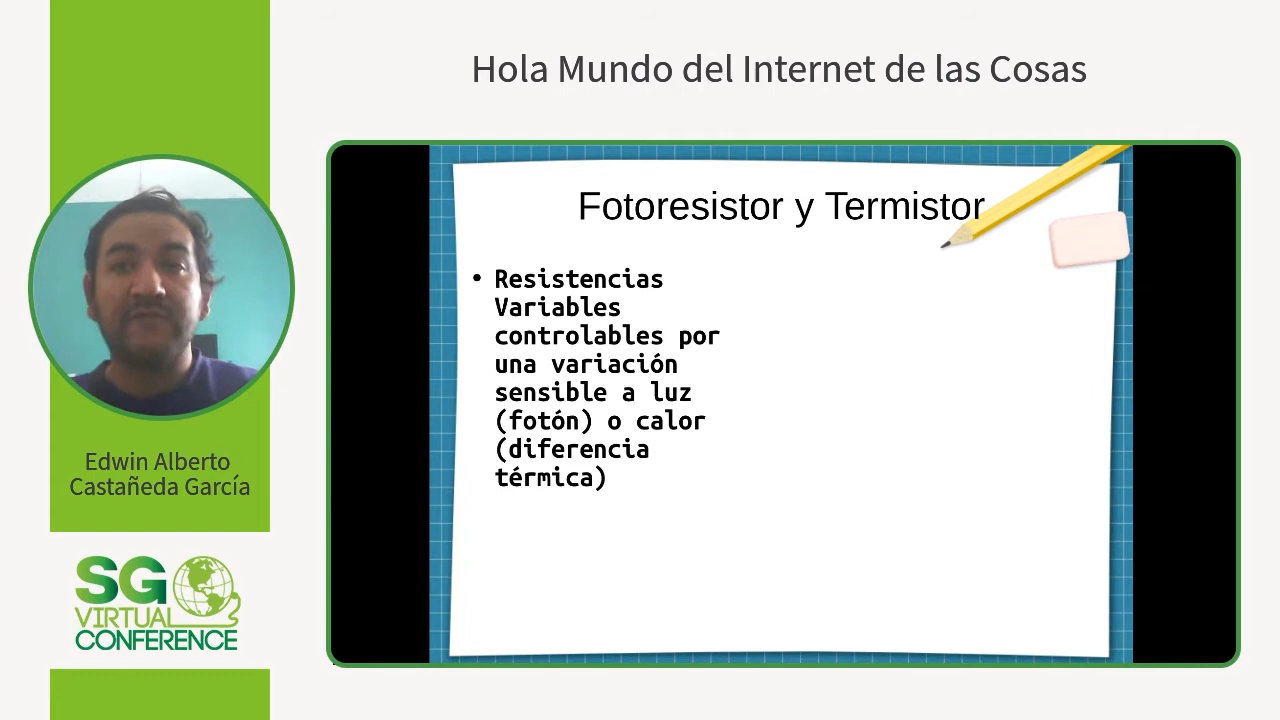 Hola Mundo del Internet de las Cosas
Fotoresistor y Termistor
• Resistencias
Variables
controlables por
una variación
sensible a luz
(fotón) o calor
(diferencia
térmica)
Edwin Alberto
Castañeda García
SG
VIRTUAL
CONFERENCE